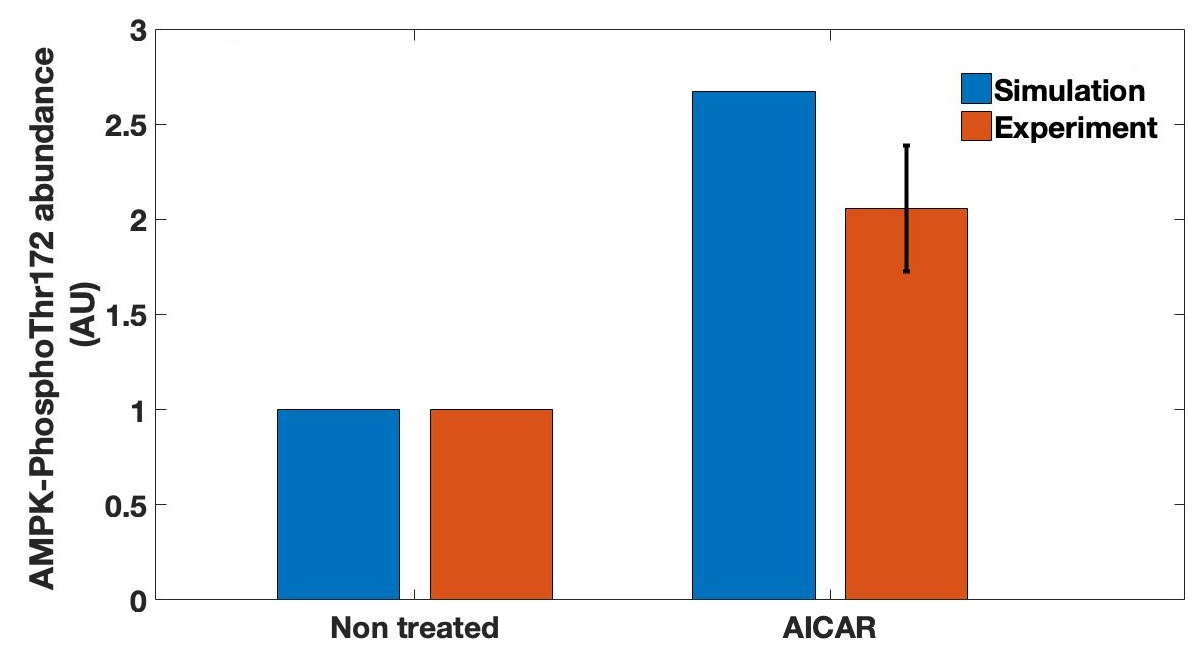 AMPK-PhosphoThr172 abundance
(AU)
3
2.5
2
1.5
1
0.5
0
Simulation
Experiment
Non treated
AICAR